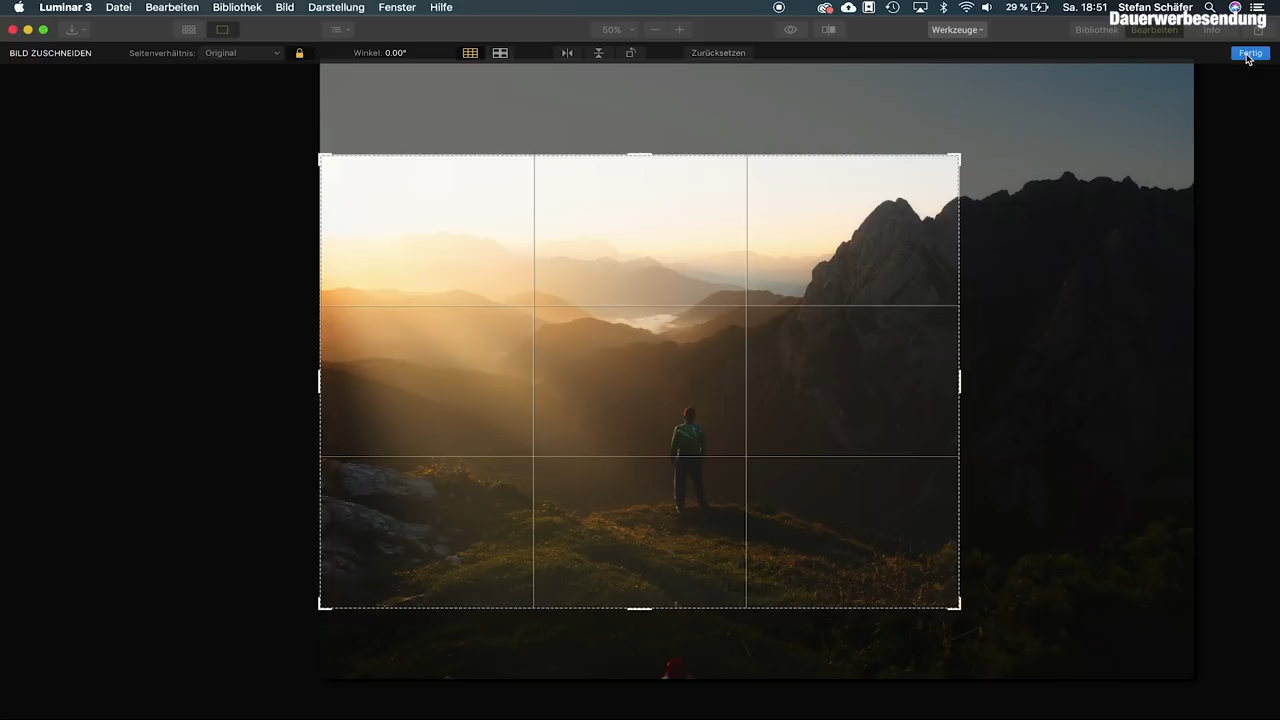 Luminar 3 Datei Bearbeiten Bibliothek Bild Darstellung Fenster Hilfe 29 % Sa. 18:51 Stefan Schäfer
Dauerwerbesendung
50% Werkzeuge Bibliothek Bearbeiten Info
BILD ZUSCHNEIDEN Seitenverhältnis: Original Winkel: 0.00° Zurücksetzen Fertig